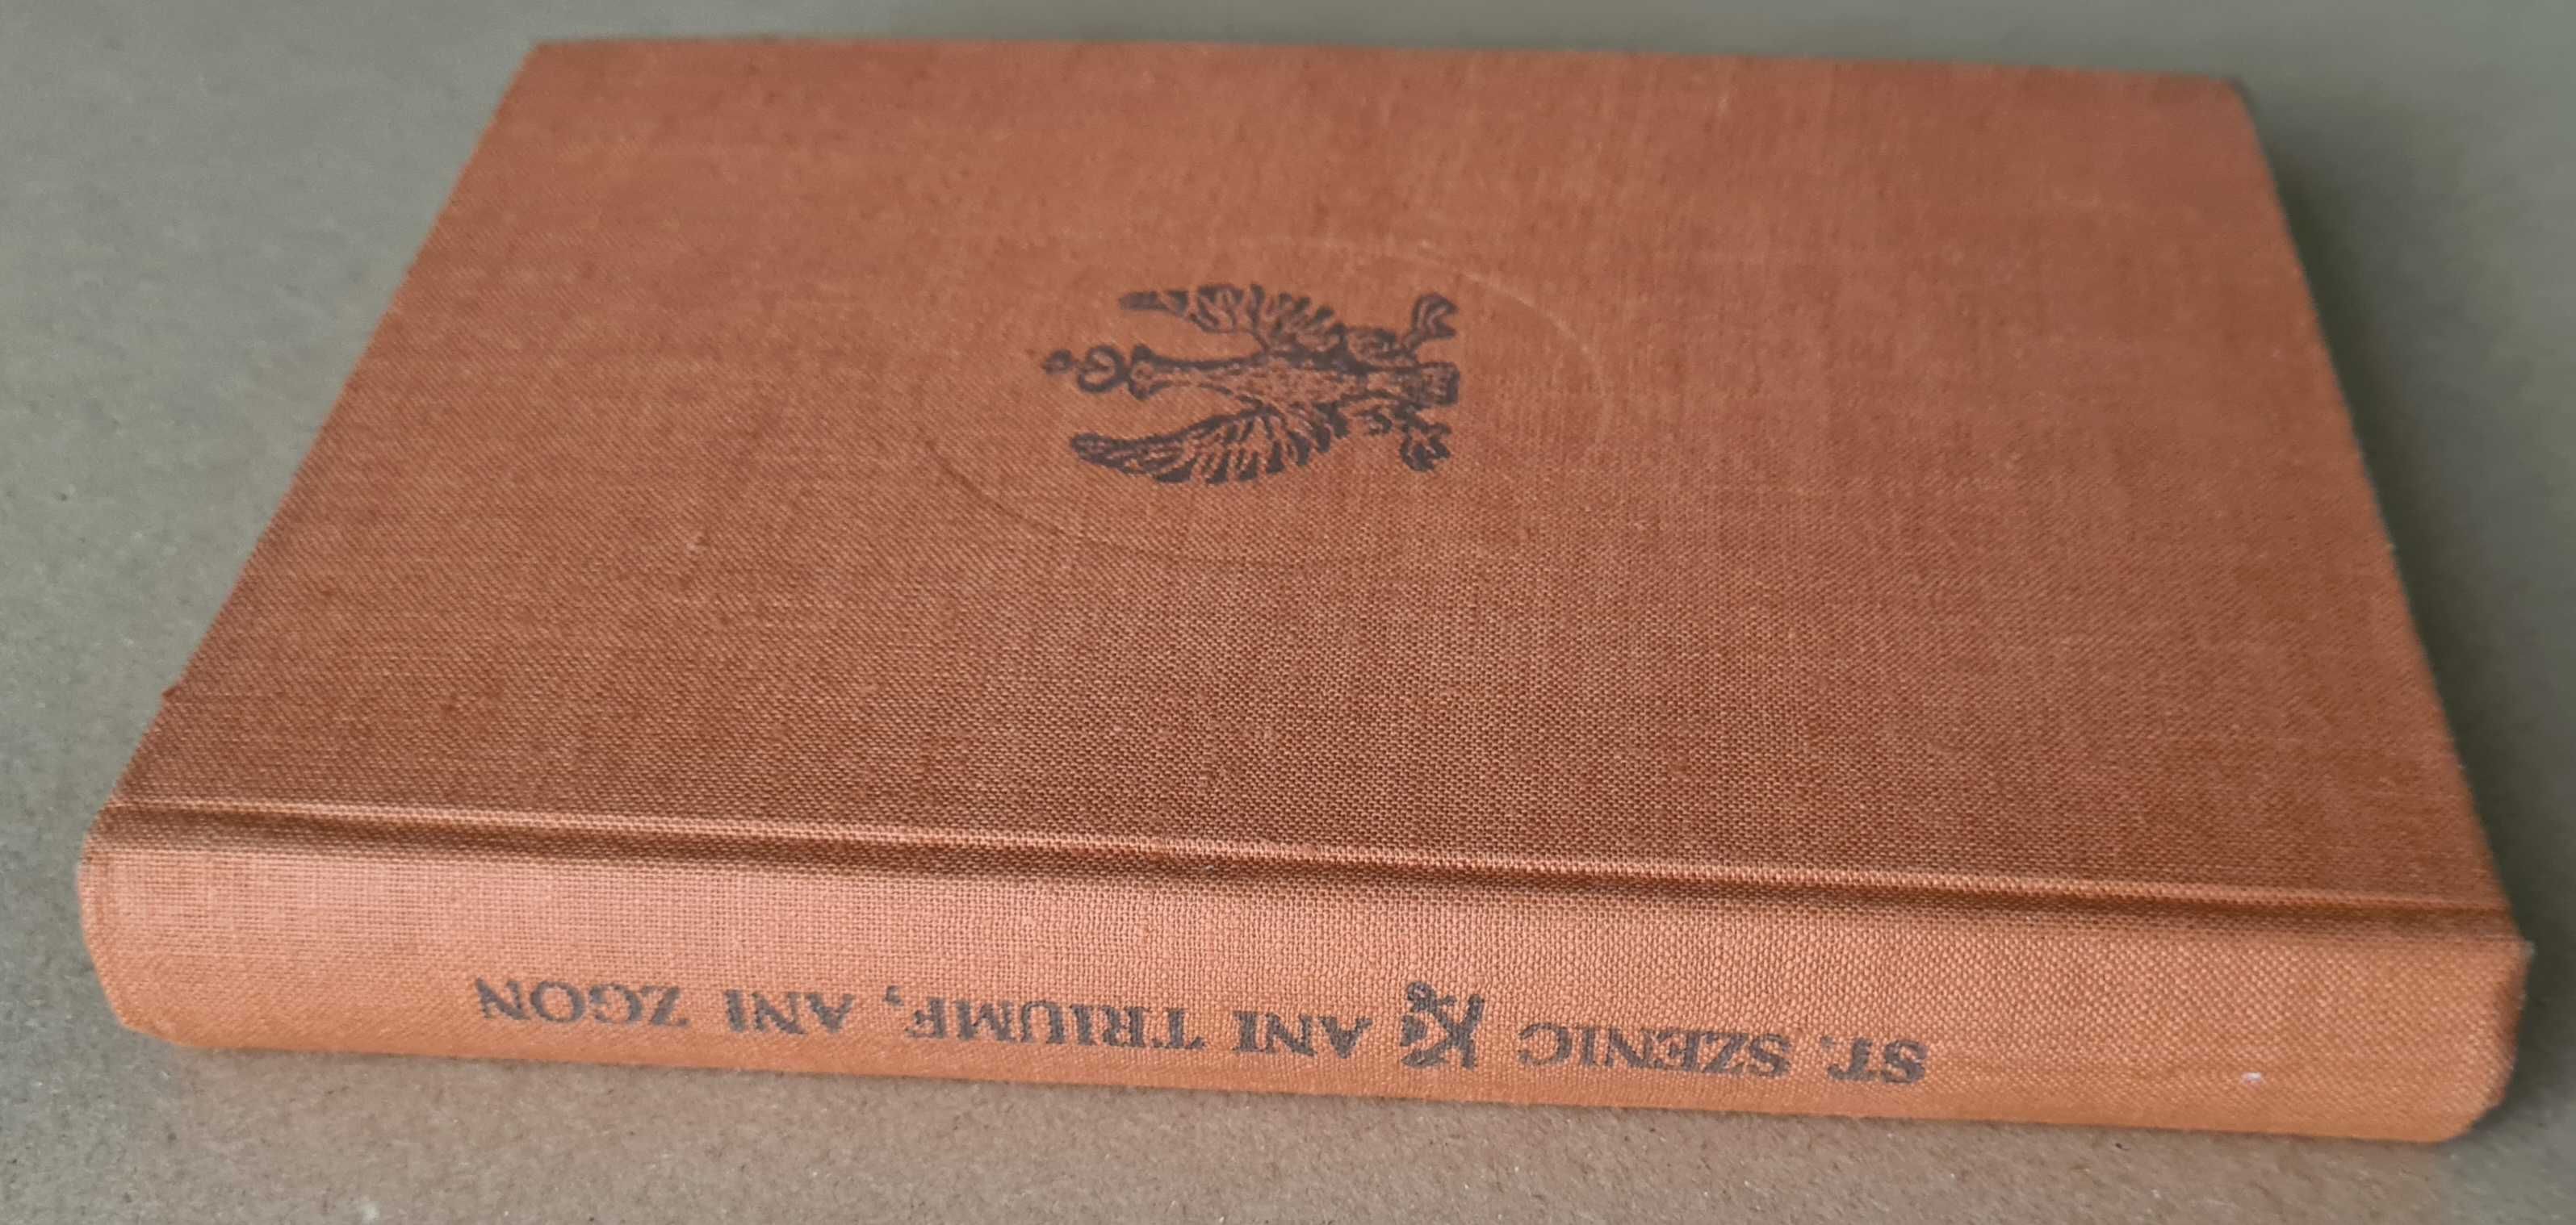 ST. SZENIC ANI TRIUMF, ANI ZGON